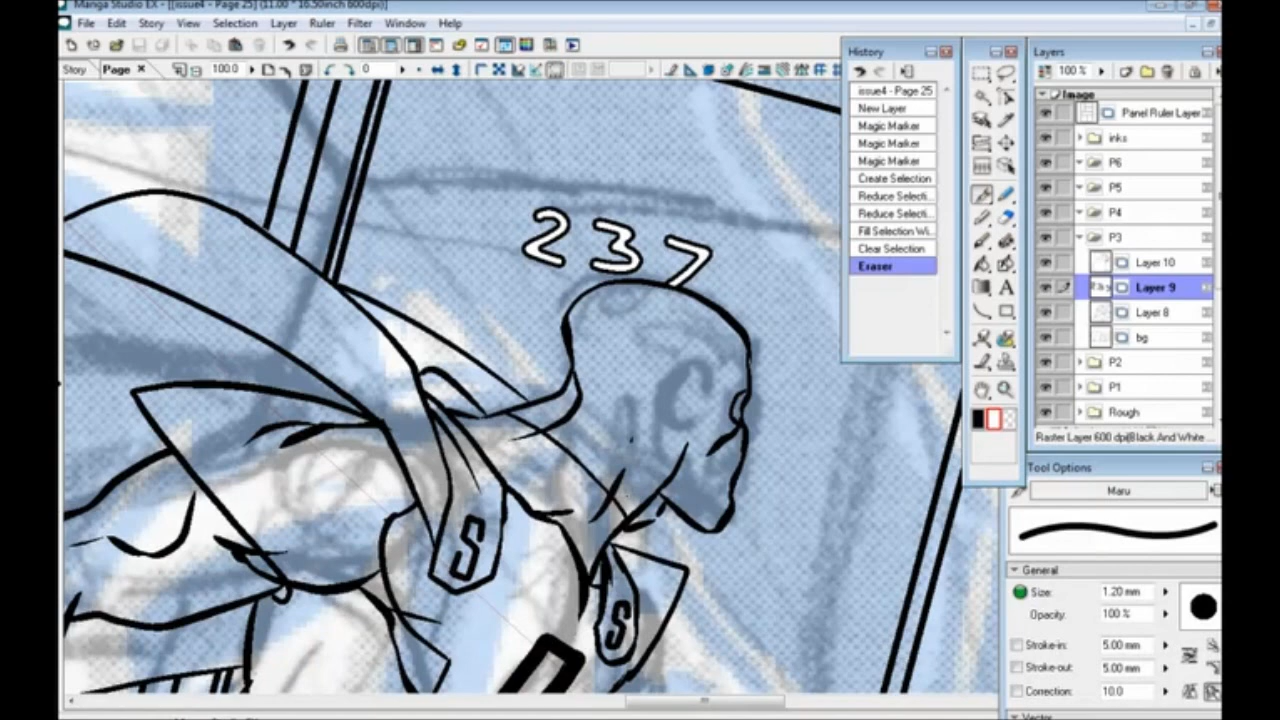 Manga Studio EX - [[issue4 - Page 25] (11.00 * 16.50inch 600dpi)]
File Edit Story View Selection Layer Ruler Filter Window Help
Story Page 100.0 0
History
issue4 - Page 25
New Layer
Magic Marker
Magic Marker
Magic Marker
Create Selection
Reduce Selecti..
Reduce Selecti..
Fill Selection Wi..
Clear Selection
Eraser
Layers
100 %
Image
Panel Ruler Layer
inks
P6
P5
P4
P3
Layer 10
Layer 9
Layer 8
bg
P2
P1
Rough
Raster Layer 600 dpi(Black And White ...
Tool Options
Maru
General
Size: 1.20 mm
Opacity: 100 %
Stroke-in: 5.00 mm
Stroke-out: 5.00 mm
Correction: 10.0
Vector
237
S
S